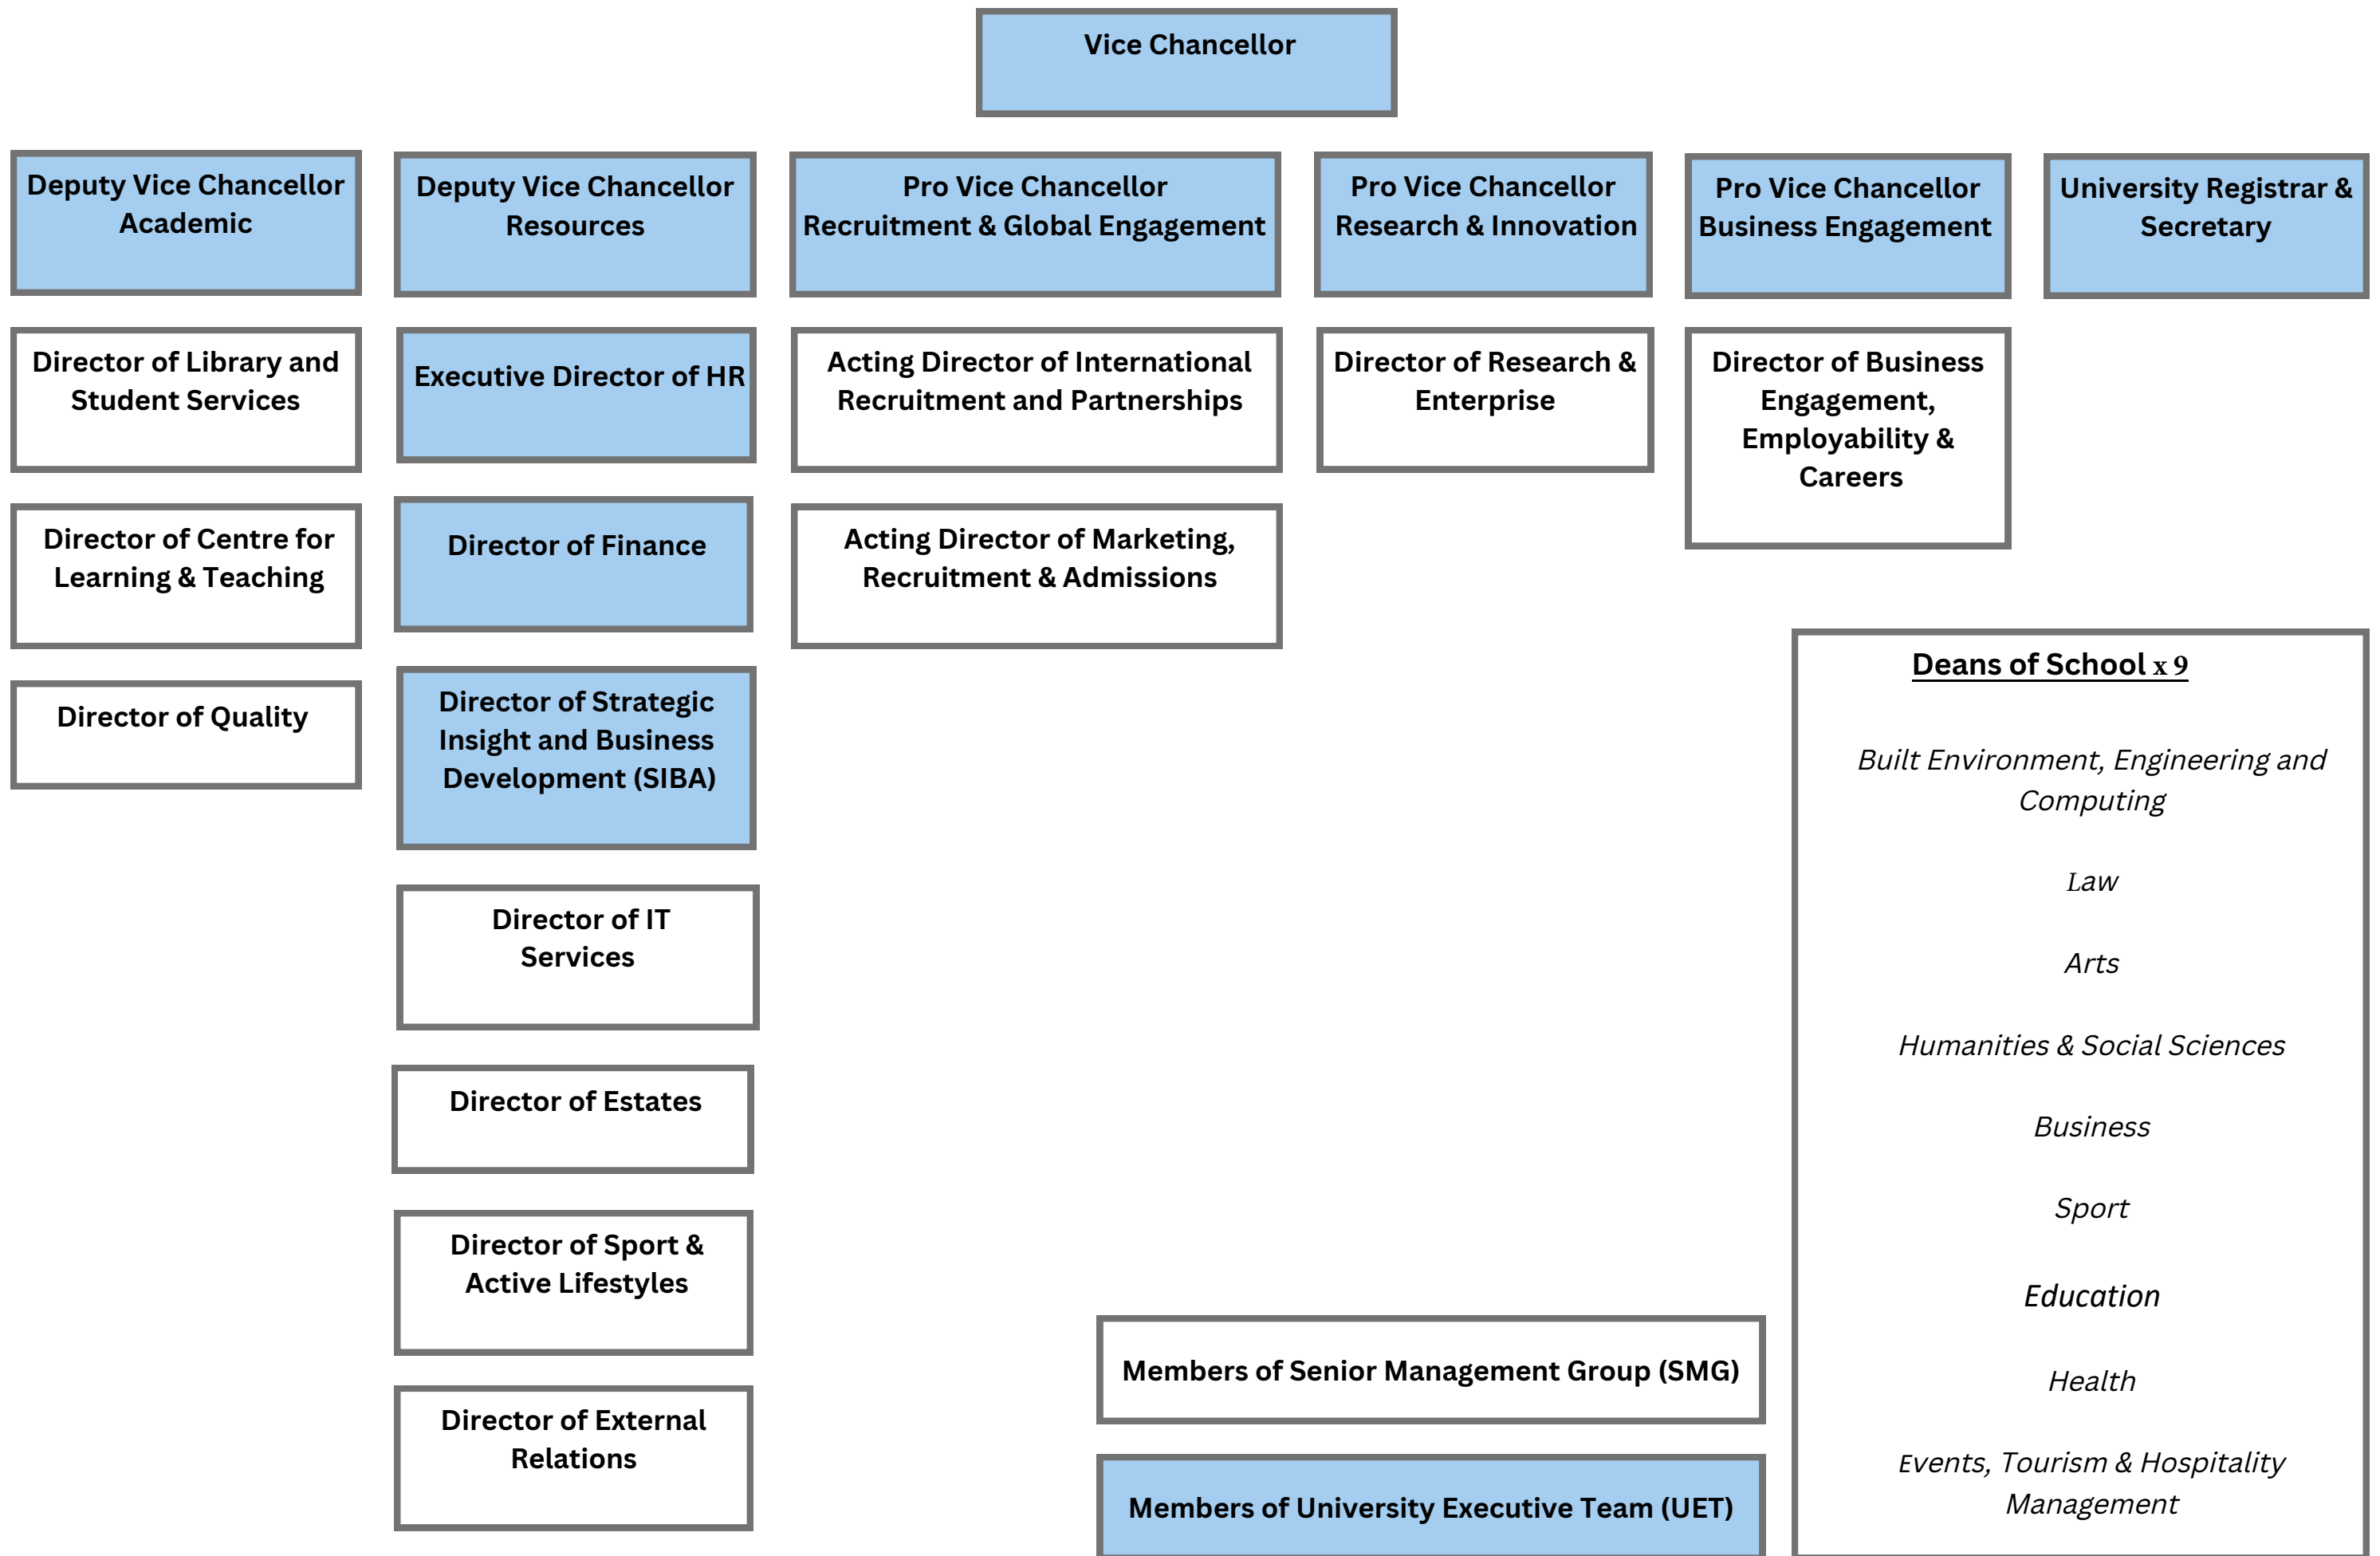 Vice Chancellor
Deputy Vice Chancellor
Academic
Deputy Vice Chancellor
Resources
Pro Vice Chancellor
Recruitment & Global Engagement
Pro Vice Chancellor
Research & Innovation
Pro Vice Chancellor
Business Engagement
University Registrar &
Secretary
Director of Library and
Student Services
Director of Centre for
Learning & Teaching
Director of Quality
Executive Director of HR
Director of Finance
Director of Strategic
Insight and Business
Development (SIBA)
Director of IT
Services
Director of Estates
Director of Sport &
Active Lifestyles
Director of External
Relations
Acting Director of International
Recruitment and Partnerships
Acting Director of Marketing,
Recruitment & Admissions
Director of Research &
Enterprise
Director of Business
Engagement,
Employability &
Careers
Deans of School x 9
Built Environment, Engineering and
Computing
Law
Arts
Humanities & Social Sciences
Business
Sport
Education
Health
Events, Tourism & Hospitality
Management
Members of Senior Management Group (SMG)
Members of University Executive Team (UET)